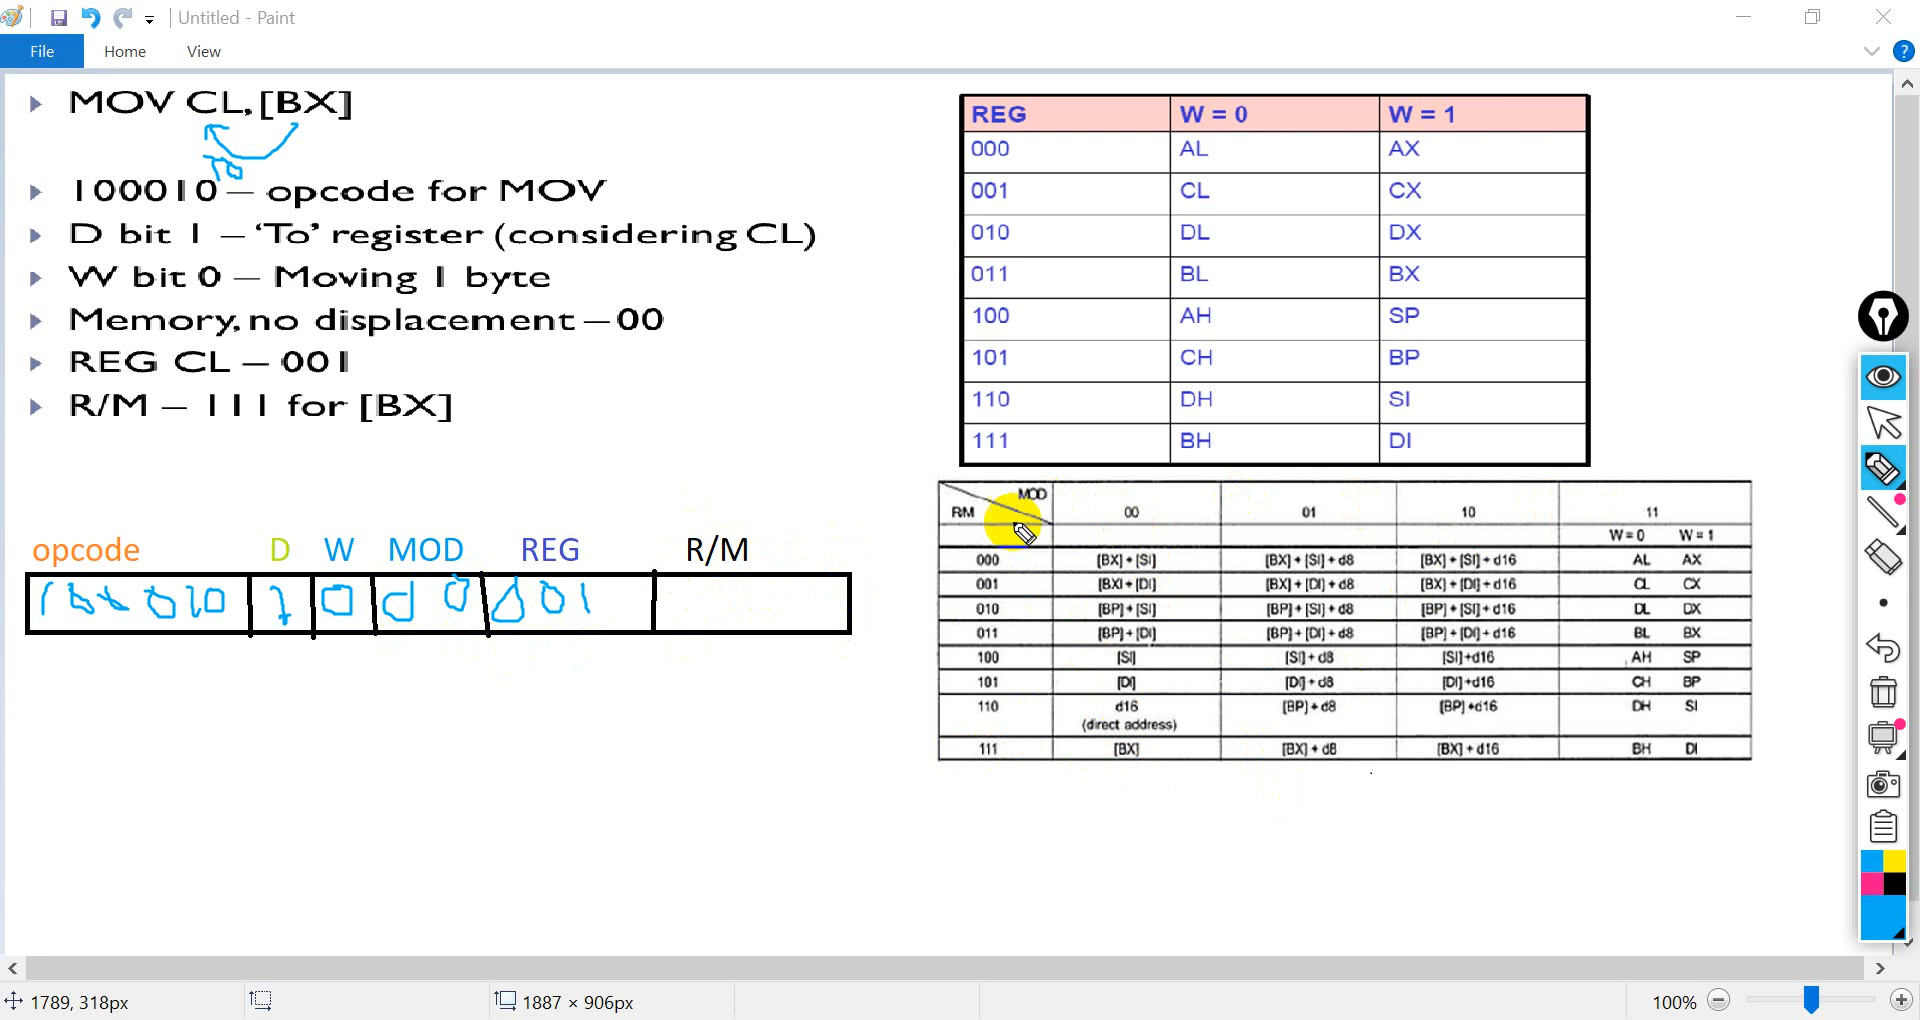 Untitled - Paint
File Home View
MOV CL, [BX]
TO
100010 – opcode for MOV
D bit 1 – ‘To’ register (considering CL)
W bit 0 – Moving 1 byte
Memory, no displacement – 00
REG CL – 001
R/M – 111 for [BX]
opcode D W MOD REG R/M
100010 1 0 0 0 001
REG W = 0 W = 1
000 AL AX
001 CL CX
010 DL DX
011 BL BX
100 AH SP
101 CH BP
110 DH SI
111 BH DI
MOD
RM 00 01 10 11
W=0 W=1
000 [BX] + [SI] [BX] + [SI] + d8 [BX] + [SI] + d16 AL AX
001 [BX] + [DI] [BX] + [DI] + d8 [BX] + [DI] + d16 CL CX
010 [BP] + [SI] [BP] + [SI] + d8 [BP] + [SI] + d16 DL DX
011 [BP] + [DI] [BP] + [DI] + d8 [BP] + [DI] + d16 BL BX
100 [SI] [SI] + d8 [SI]+d16 AH SP
101 [DI] [DI] + d8 [DI]+d16 CH BP
110 d16 [BP] + d8 [BP] +d16 DH SI
(direct address)
111 [BX] [BX] + d8 [BX] + d16 BH DI
1789, 318px 1887 × 906px 100%